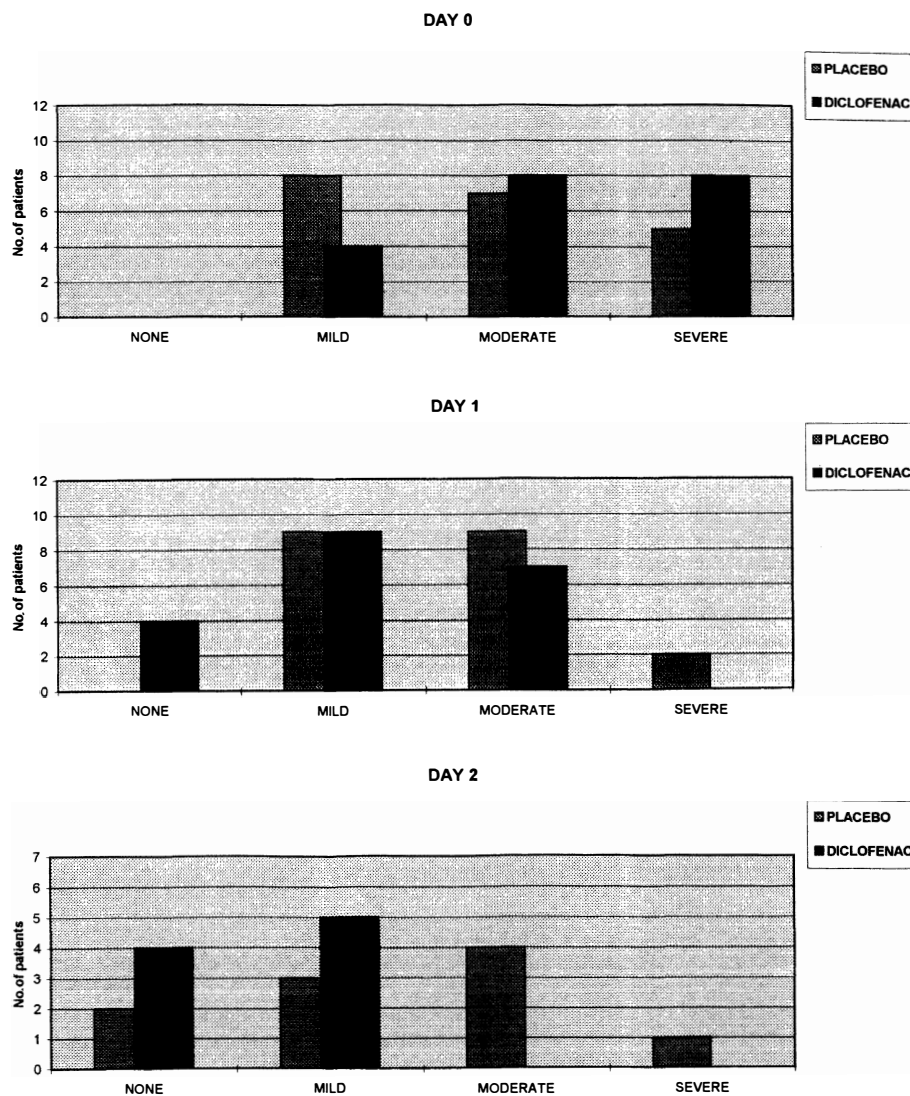 DAY 0
PLACEBO
DICLOFENAC
No. of patients
12
10
8
6
4
2
0
NONE MILD MODERATE SEVERE
DAY 1
PLACEBO
DICLOFENAC
No. of patients
12
10
8
6
4
2
0
NONE MILD MODERATE SEVERE
DAY 2
PLACEBO
DICLOFENAC
No. of patients
7
6
5
4
3
2
1
0
NONE MILD MODERATE SEVERE